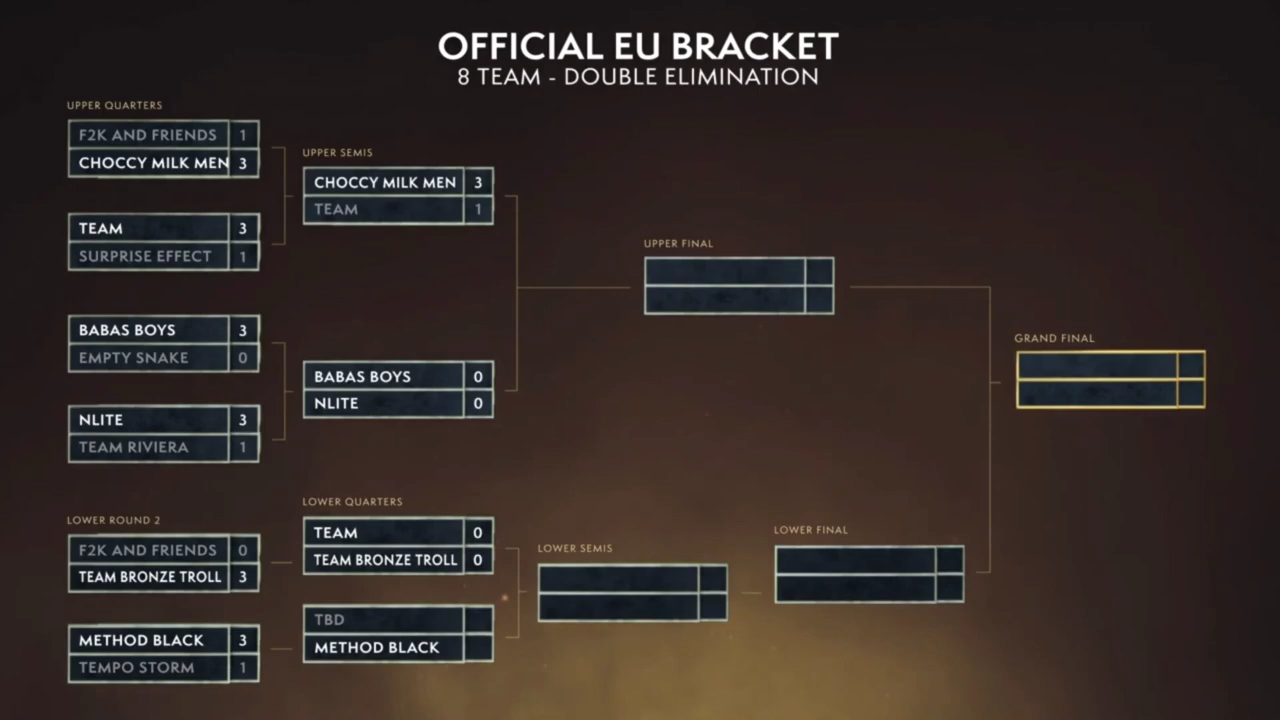 OFFICIAL EU BRACKET
8 TEAM - DOUBLE ELIMINATION
UPPER QUARTERS
F2K AND FRIENDS 1
CHOCCY MILK MEN 3
TEAM 3
SURPRISE EFFECT 1
BABAS BOYS 3
EMPTY SNAKE 0
NLITE 3
TEAM RIVIERA 1
UPPER SEMIS
CHOCCY MILK MEN 3
TEAM 1
BABAS BOYS 0
NLITE 0
UPPER FINAL
GRAND FINAL
LOWER ROUND 2
F2K AND FRIENDS 0
TEAM BRONZE TROLL 3
METHOD BLACK 3
TEMPO STORM 1
LOWER QUARTERS
TEAM 0
TEAM BRONZE TROLL 0
TBD
METHOD BLACK
LOWER SEMIS
LOWER FINAL